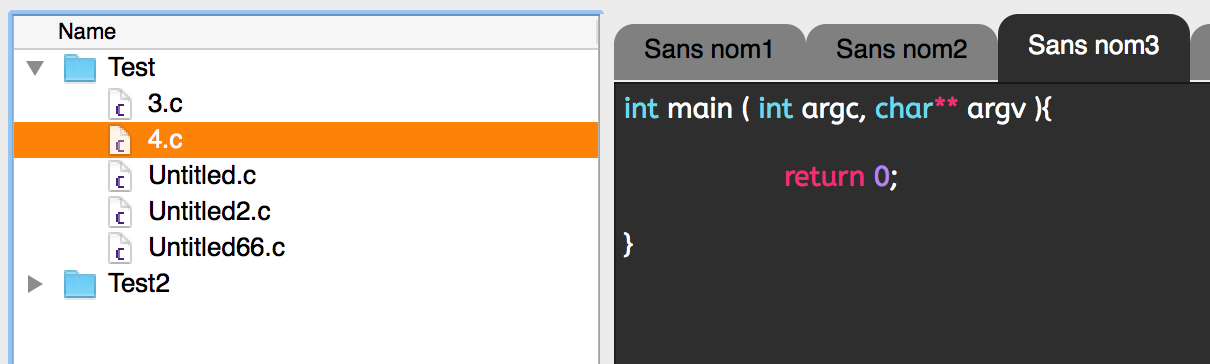 Name
Test
3.c
4.c
Untitled.c
Untitled2.c
Untitled66.c
Test2
Sans nom1
Sans nom2
Sans nom3
int main ( int argc, char** argv ){
return 0;
}